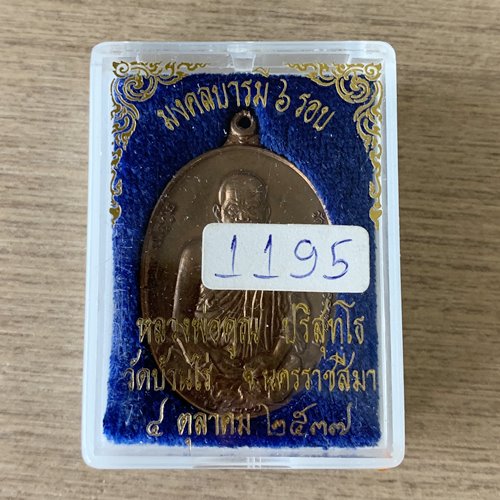 มงคลบารมี ๖ รอบ
1195
หลวงพ่อคูณ ปริสุทฺโธ
วัดบ้านไร่ จ.นครราชสีมา
๔ ตุลาคม ๒๕๓๗